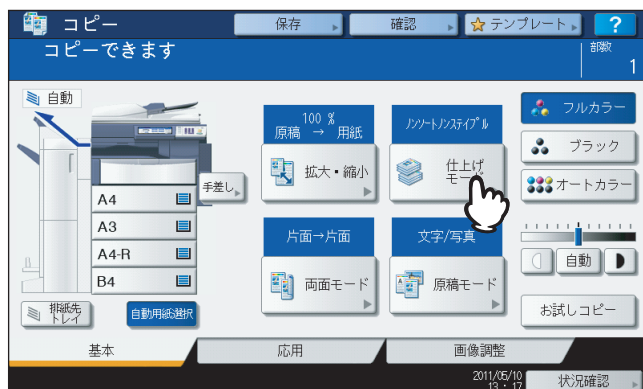 コピー
保存
確認
テンプレート
?
コピーできます
部数
1
自動
A4
A3
A4-R
B4
手差し
排紙先
トレイ
自動用紙選択
100 %
原稿 → 用紙
拡大・縮小
ノンソートノンステイプル
仕上げ
モード
片面→片面
両面モード
文字/写真
原稿モード
フルカラー
ブラック
オートカラー
自動
お試しコピー
基本
応用
画像調整
2011/05/10
13 : 17
状況確認